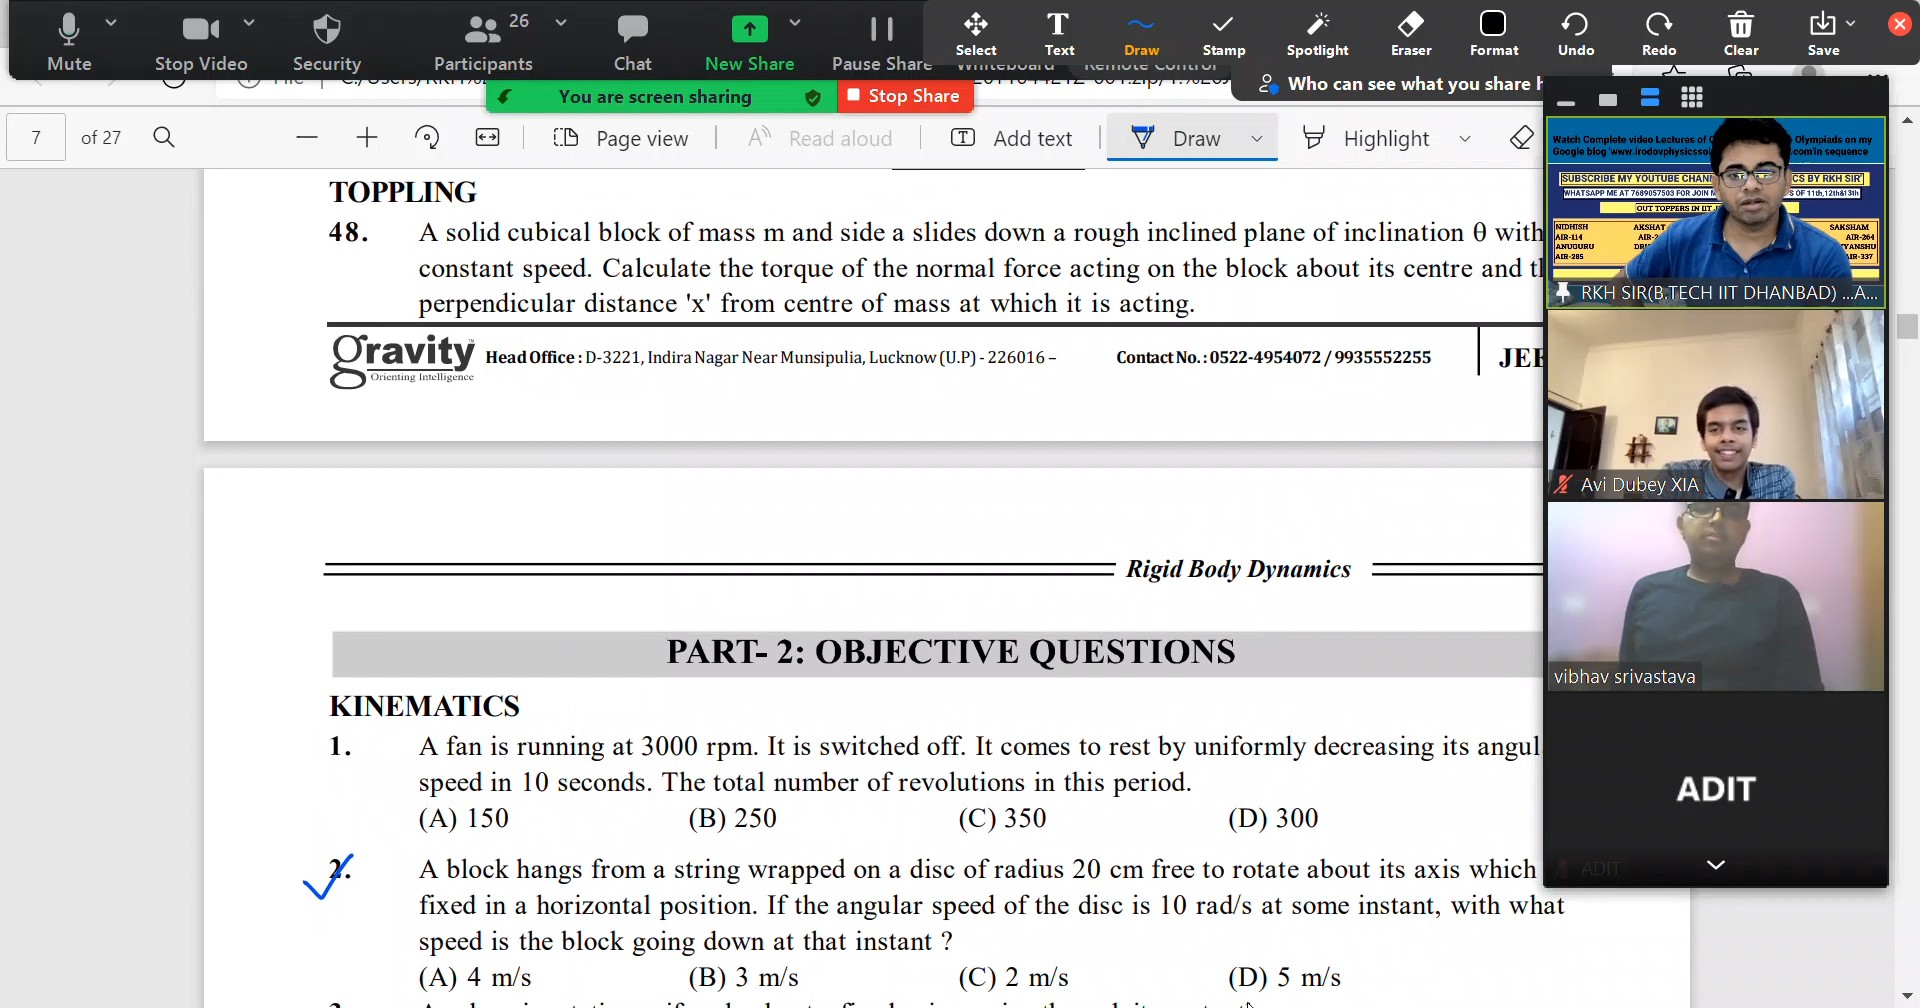 Mute
Stop Video
Security
Participants
26
Chat
New Share
Pause Share
Select
Text
Draw
Stamp
Spotlight
Eraser
Format
Undo
Redo
Clear
Save
You are screen sharing
Stop Share
Who can see what you share h
7
of 27
Page view
Read aloud
Add text
Draw
Highlight
TOPPLING
48. A solid cubical block of mass m and side a slides down a rough inclined plane of inclination θ with
constant speed. Calculate the torque of the normal force acting on the block about its centre and t
perpendicular distance 'x' from centre of mass at which it is acting.
gravity
Orienting Intelligence
Head Office : D-3221, Indira Nagar Near Munsipulia, Lucknow (U.P) - 226016 –
Contact No. : 0522-4954072 / 9935552255
JEE
Rigid Body Dynamics
PART- 2: OBJECTIVE QUESTIONS
KINEMATICS
1. A fan is running at 3000 rpm. It is switched off. It comes to rest by uniformly decreasing its angul
speed in 10 seconds. The total number of revolutions in this period.
(A) 150 (B) 250 (C) 350 (D) 300
2. A block hangs from a string wrapped on a disc of radius 20 cm free to rotate about its axis which
fixed in a horizontal position. If the angular speed of the disc is 10 rad/s at some instant, with what
speed is the block going down at that instant ?
(A) 4 m/s (B) 3 m/s (C) 2 m/s (D) 5 m/s
Watch Complete video Lectures of Olympiads on my
Google blog 'www.irodovphysicssol .com'in sequence
SUBSCRIBE MY YOUTUBE CHAN CS BY RKH SIR'
WHATSAPP ME AT 7689057503 FOR JOIN S OF 11th,12th&13th
OUT TOPPERS IN IIT
NIDHISH
AIR-114
ANUGURU
AIR-285
AKSHAT
SAKSHAM
AIR-264
AIR-337
RKH SIR(B.TECH IIT DHANBAD) ...A...
Avi Dubey XIA
vibhav srivastava
ADIT
ADIT